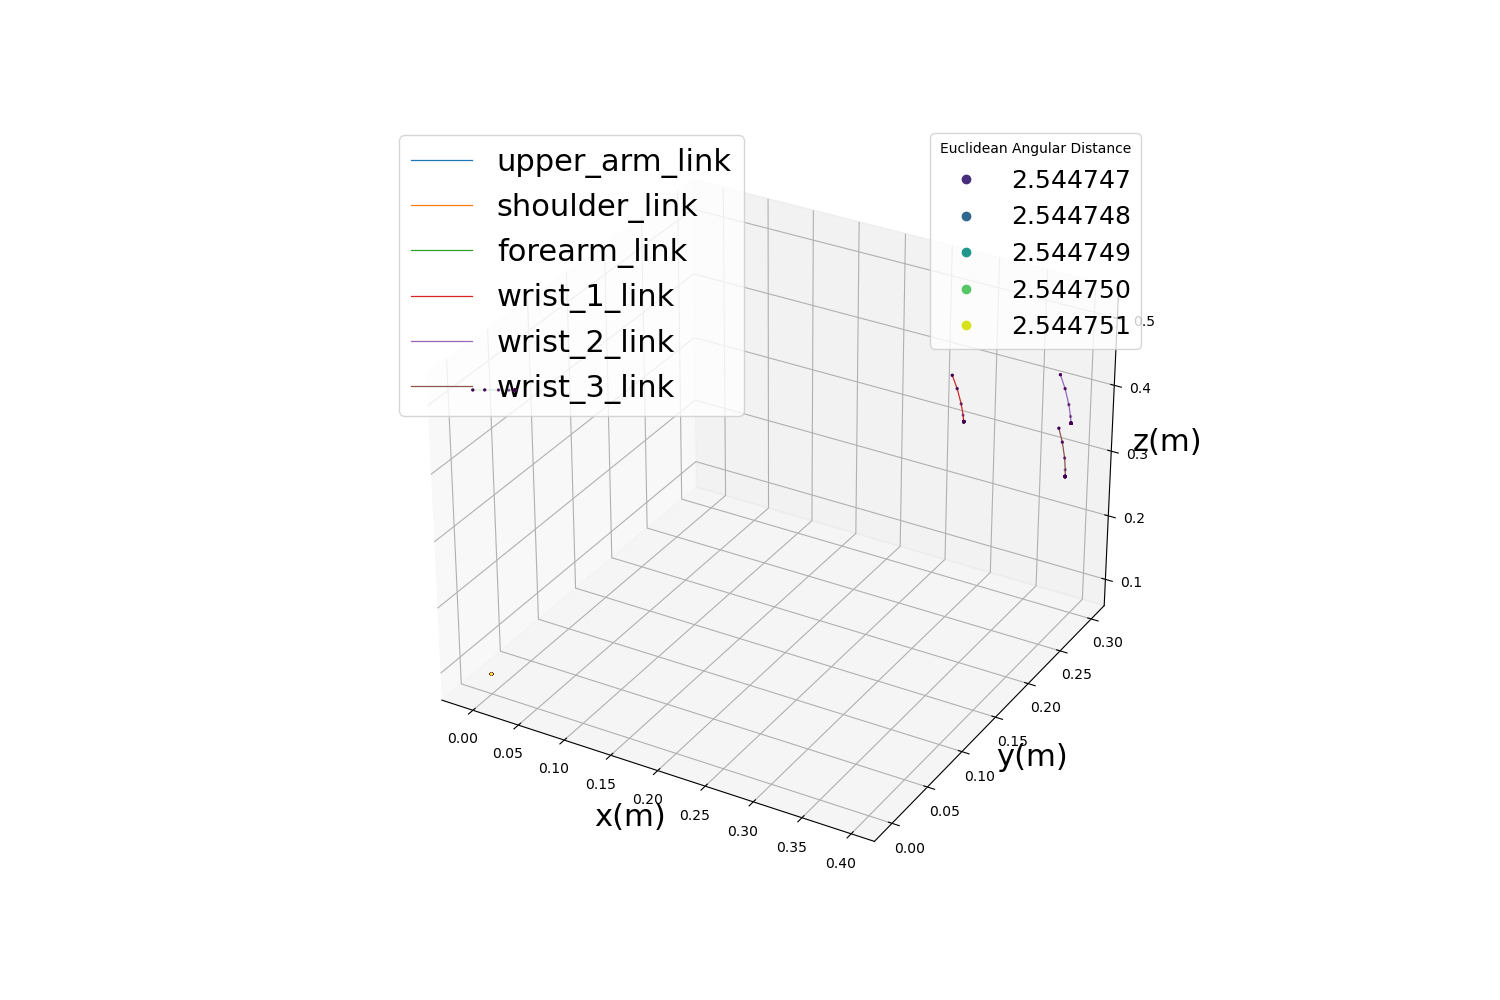 upper_arm_link
shoulder_link
forearm_link
wrist_1_link
wrist_2_link
wrist_3_link
Euclidean Angular Distance
2.544747
2.544748
2.544749
2.544750
2.544751
0.5
0.4
z(m)
0.3
0.2
0.1
0.30
0.25
0.20
0.15
y(m)
0.10
0.05
0.00
0.00
0.05
0.10
0.15
0.20
x(m)
0.25
0.30
0.35
0.40